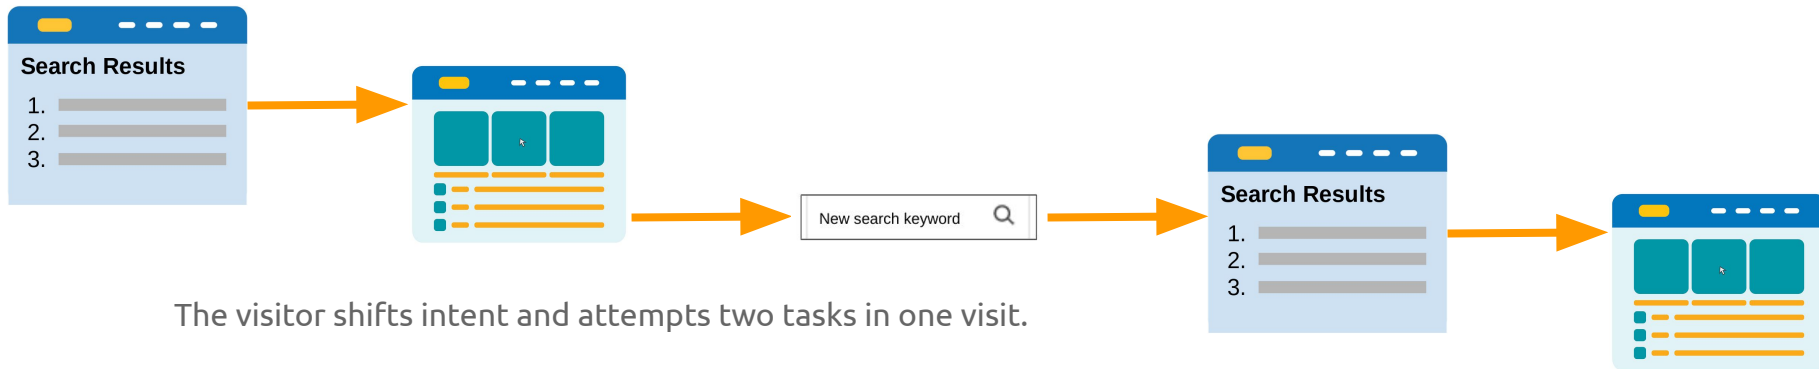 Search Results
1.
2.
3.
New search keyword
Search Results
1.
2.
3.
The visitor shifts intent and attempts two tasks in one visit.